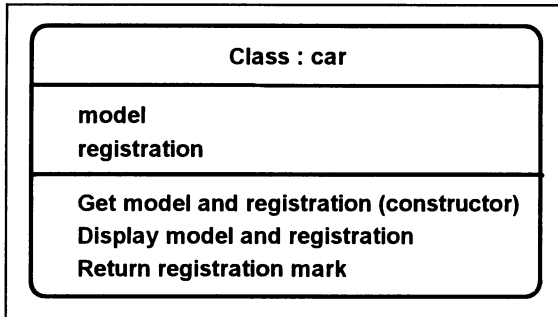 Class : car
model
registration
Get model and registration (constructor)
Display model and registration
Return registration mark